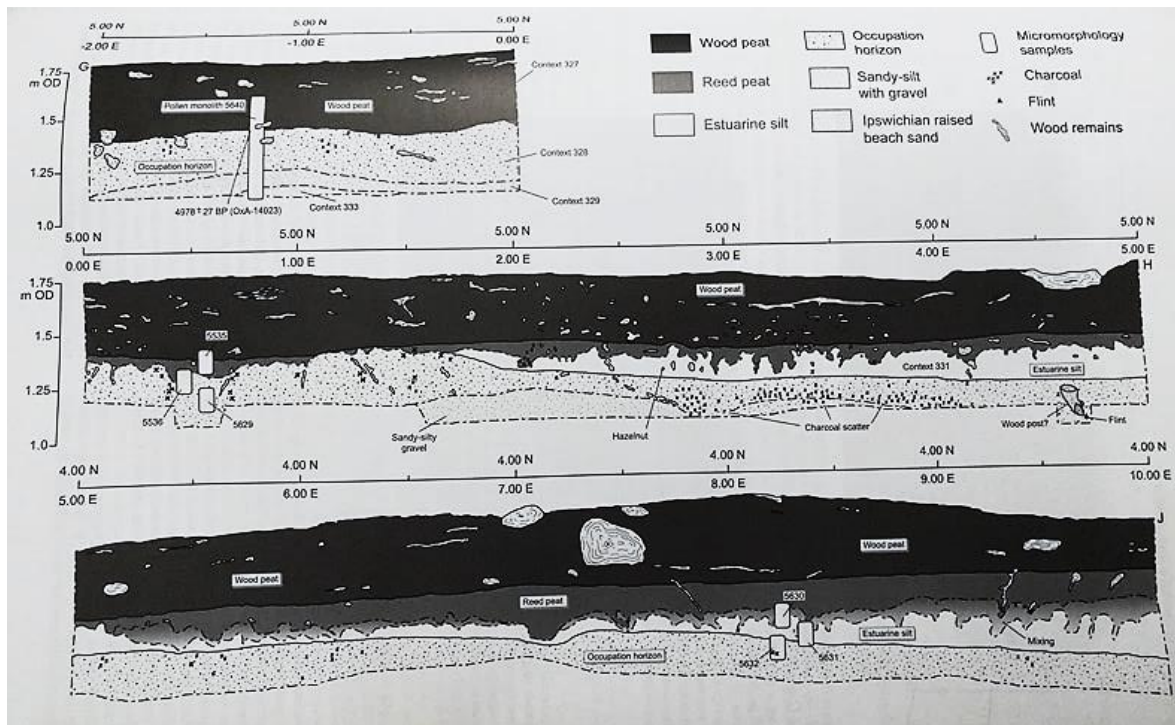 5.00 N 5.00 N 5.00 N
-2.00 E -1.00 E 0.00 E
G
1.75
m OD
1.5
1.25
1.0
Context 327
Pollen monolith 5640
Wood peat
Occupation horizon
Context 328
Context 329
Context 333
4978 ± 27 BP (OxA-14023)
Wood peat
Reed peat
Estuarine silt
Occupation
horizon
Sandy-silt
with gravel
Ipswichian raised
beach sand
Micromorphology
samples
Charcoal
Flint
Wood remains
5.00 N 5.00 N 5.00 N 5.00 N 5.00 N 5.00 N
0.00 E 1.00 E 2.00 E 3.00 E 4.00 E 5.00 E
H
1.75
m OD
1.5
1.25
1.0
Wood peat
5535
Context 331
Estuarine silt
5536
5629
Sandy-silty
gravel
Hazelnut
Charcoal scatter
Wood post?
Flint
4.00 N 4.00 N 4.00 N 4.00 N 4.00 N 4.00 N
5.00 E 6.00 E 7.00 E 8.00 E 9.00 E 10.00 E
J
Wood peat
Wood peat
Reed peat
5630
Estuarine silt
Mixing
Occupation horizon
5632
5631